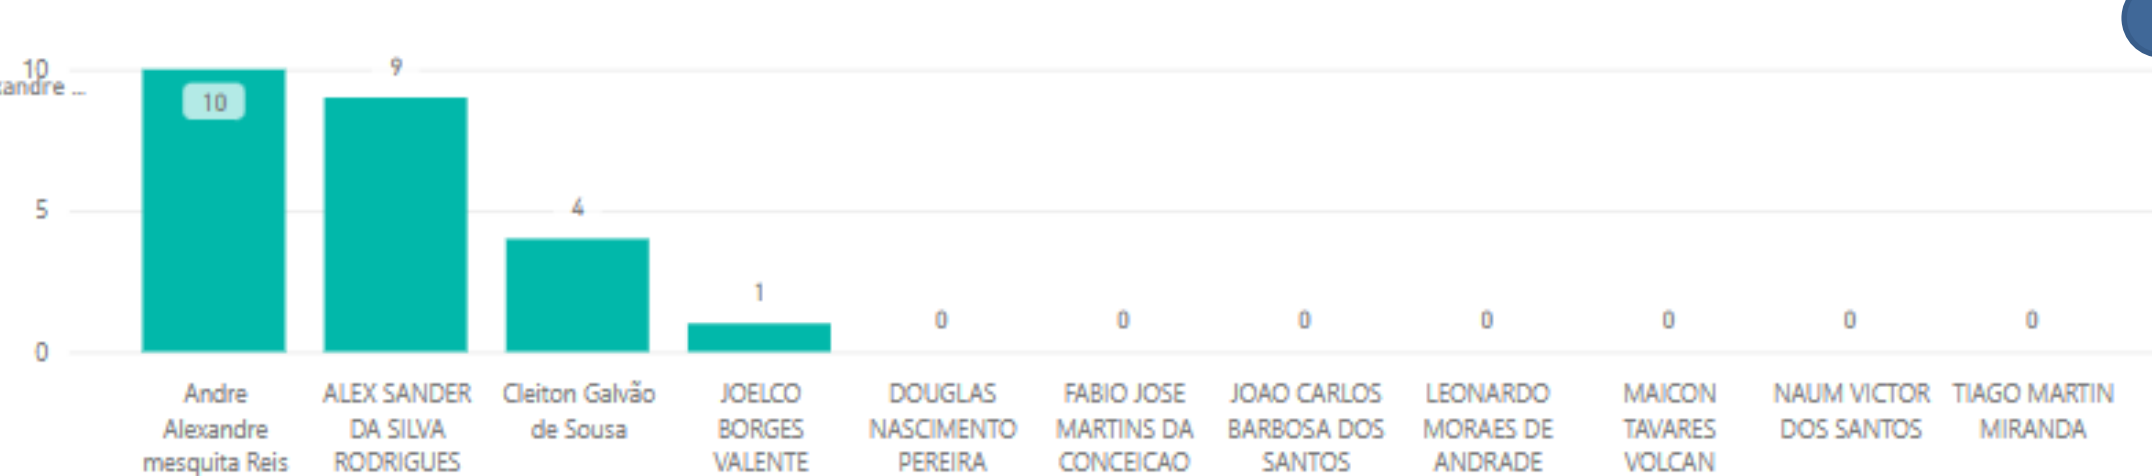 10
andre ...
10
9
5
4
1
0
0
0
0
0
0
0
0
Andre
Alexandre
mesquita Reis
ALEX SANDER
DA SILVA
RODRIGUES
Cleiton Galvão
de Sousa
JOELCO
BORGES
VALENTE
DOUGLAS
NASCIMENTO
PEREIRA
FABIO JOSE
MARTINS DA
CONCEICAO
JOAO CARLOS
BARBOSA DOS
SANTOS
LEONARDO
MORAES DE
ANDRADE
MAICON
TAVARES
VOLCAN
NAUM VICTOR
DOS SANTOS
TIAGO MARTIN
MIRANDA